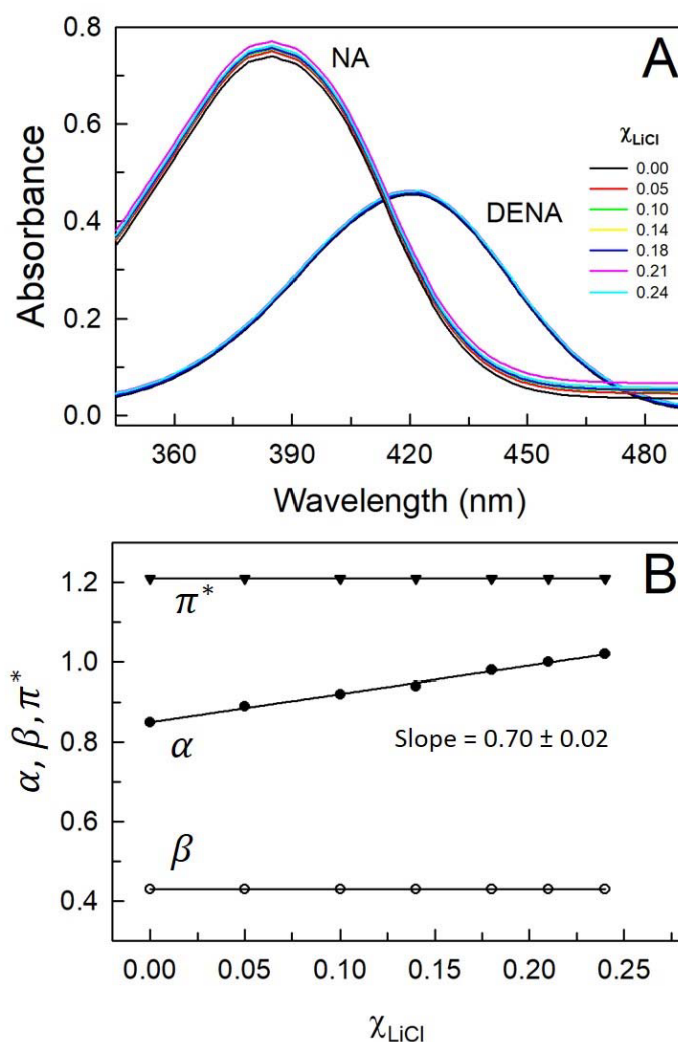 A
0.8
0.6
0.4
0.2
0.0
Absorbance
NA
DENA
χLiCl
0.00
0.05
0.10
0.14
0.18
0.21
0.24
360 390 420 450 480
Wavelength (nm)
B
1.2
1.0
0.8
0.6
0.4
α, β, π*
π*
α
Slope = 0.70 ± 0.02
β
0.00 0.05 0.10 0.15 0.20 0.25
χLiCl